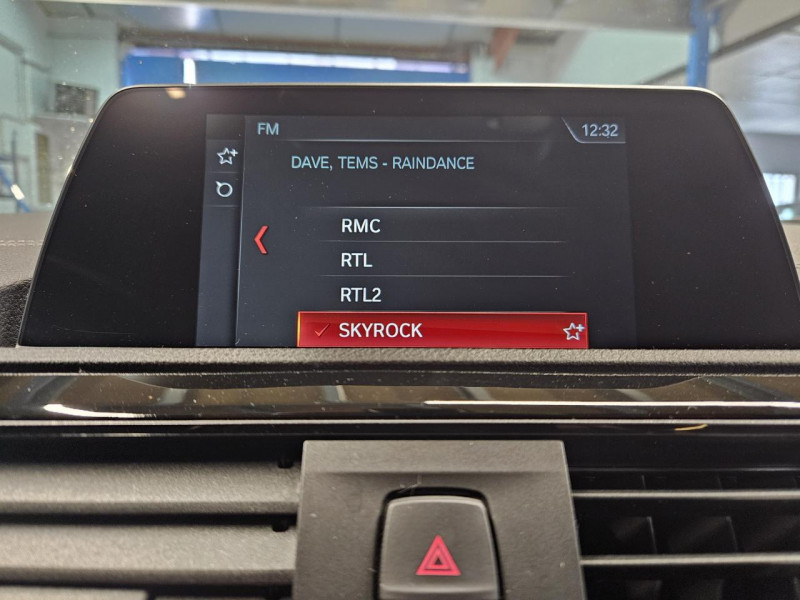 FM 12:32
DAVE, TEMS - RAINDANCE
RMC
RTL
RTL2
SKYROCK